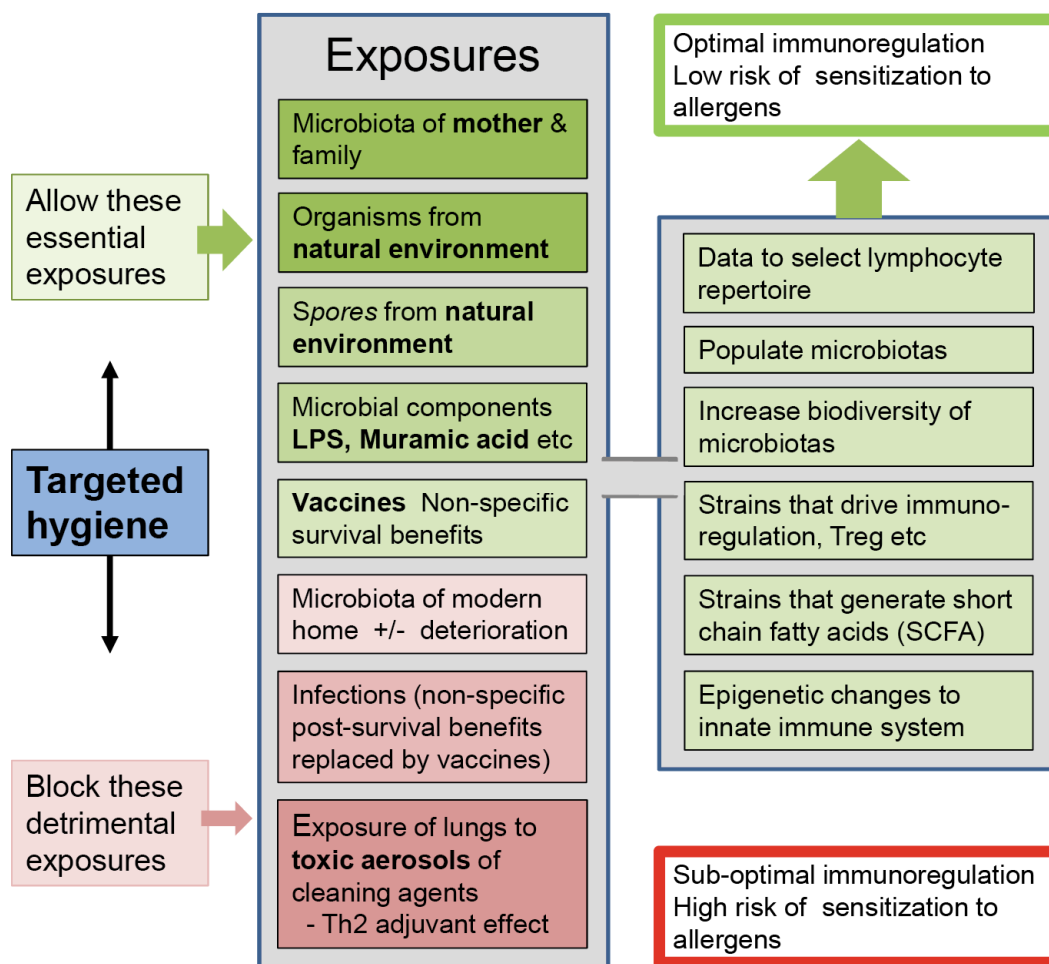 Exposures
Microbiota of mother &
family
Organisms from
natural environment
Spores from natural
environment
Microbial components
LPS, Muramic acid etc
Vaccines Non-specific
survival benefits
Microbiota of modern
home +/- deterioration
Infections (non-specific
post-survival benefits
replaced by vaccines)
Exposure of lungs to
toxic aerosols of
cleaning agents
- Th2 adjuvant effect
Allow these
essential
exposures
Targeted
hygiene
Block these
detrimental
exposures
Optimal immunoregulation
Low risk of sensitization to
allergens
Data to select lymphocyte
repertoire
Populate microbiotas
Increase biodiversity of
microbiotas
Strains that drive immuno-
regulation, Treg etc
Strains that generate short
chain fatty acids (SCFA)
Epigenetic changes to
innate immune system
Sub-optimal immunoregulation
High risk of sensitization to
allergens